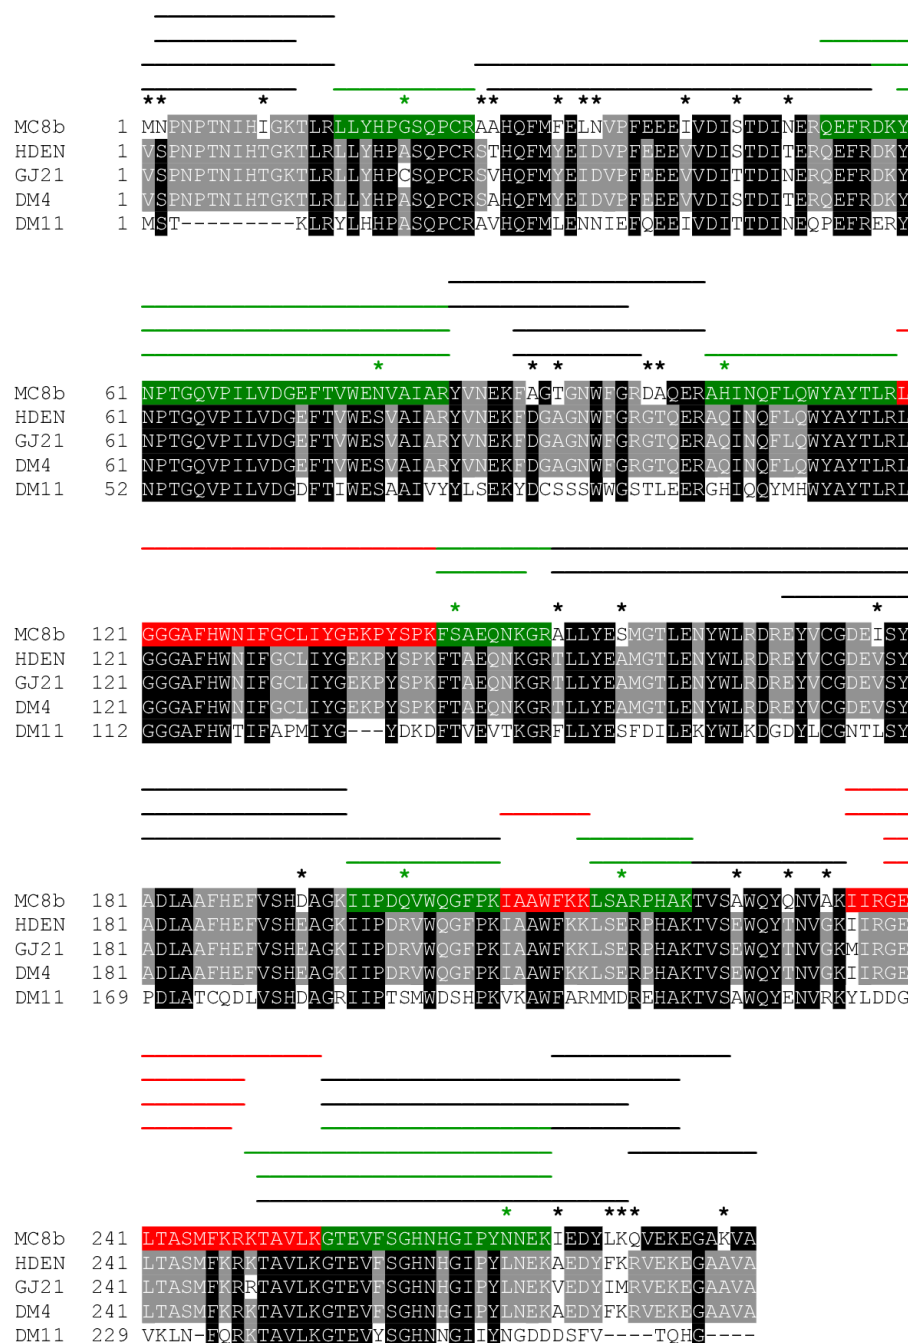 ** * * ** * ** * * *
MC8b 1 MNPNPTNIHIGKTLRLLYHPGSQPCRAAHQFMFELNVPFEEEIVDISTDINERQEFRDKY
HDEN 1 VSPNPTNIHTGKTLRLLYHPASQPCRSTHQFMYEIDVPFEEEVVDISTDITERQEFRDKY
GJ21 1 VSPNPTNIHTGKTLRLLYHPCSQPCRSVHQFMYEIDVPFEEEVVDISTDINERQEFRDKY
DM4 1 VSPNPTNIHTGKTLRLLYHPASQPCRSAHQFMYEIDVPFEEEIVDISTDITERQEFRDKY
DM11 1 MST---------KLRYLHHPASQPCRAVHQFMLENNIEFQEEIVDITTDINEQPEFRERY
* * * ** *
MC8b 61 NPTGQVPILVDGEFTVWENVAIARYVNEKFAGTGNWFGRDAQERAHINQFLQWYAYTLRL
HDEN 61 NPTGQVPILVDGEFTVWESVAIARYVNEKFDGAGNWFGRGTQERAQINQFLQWYAYTLRL
GJ21 61 NPTGQVPILVDGEFTVWESVAIARYVNEKFDGAGNWFGRGTQERAQINQFLQWYAYTLRL
DM4 61 NPTGQVPILVDGEFTVWESVAIARYVNEKFDGAGNWFGRGTQERAQINQFLQWYAYTLRL
DM11 52 NPTGQVPILVDGDFTIWESAAIVYYLSEKYDCSSSWWGSTLEERGHIQQYMHWYAYTLRL
* * * *
MC8b 121 GGGAFHWNIFGCLIYGEKPYSPKFSAEQNKGRALLYESMGTLENYWLRDREYVCGDEISY
HDEN 121 GGGAFHWNIFGCLIYGEKPYSPKFTAEQNKGRTLLYEAMGTLENYWLRDREYVCGDEVSY
GJ21 121 GGGAFHWNIFGCLIYGEKPYSPKFTAEQNKGRTLLYEAMGTLENYWLRDREYVCGDEVSY
DM4 121 GGGAFHWNIFGCLIYGEKPYSPKFTAEQNKGRTLLYEAMGTLENYWLRDREYVCGDEVSY
DM11 112 GGGAFHWTIFAPMIYG---YDKDFTVEVTKGRFLLYESFDILEKYWLKDGDYLCGNTLSY
* * * * * *
MC8b 181 ADLAAFHEFVSHDAGKIIPDQVWQGFPKIAAWFKKLSARPHAKTVSAWQYQNVAKIIRGE
HDEN 181 ADLAAFHEFVSHEAGKIIPDRVWQGFPKIAAWFKKLSERPHAKTVSEWQYTNVGKIIRGE
GJ21 181 ADLAAFHEFVSHEAGKIIPDRVWQGFPKIAAWFKKLSERPHAKTVSEWQYTNVGKMIRGE
DM4 181 ADLAAFHEFVSHEAGKIIPDRVWQGFPKIAAWFKKLSERPHAKTVSEWQYTNVGKIIRGE
DM11 169 PDLATCQDLVSHDAGRIIPTSMWDSHPKVKAWFARMMDREHAKTVSAWQYENVRKYLDDG
* * *** *
MC8b 241 LTASMFKRKTAVLKGTEVFSGHNHGIPYNNEKIEDYLKQVEKEGAKVA
HDEN 241 LTASMFKRKTAVLKGTEVFSGHNHGIPYLNEKAEDYFKRVEKEGAAVA
GJ21 241 LTASMFKRRTAVLKGTEVFSGHNHGIPYLNEKVEDYIMRVEKEGAAVA
DM4 241 LTASMFKRKTAVLKGTEVFSGHNHGIPYLNEKAEDYFKRVEKEGAAVA
DM11 229 VKLN-FQRKTAVLKGTEVYSGHNNGIIYNGDDDSFV----TQHG----